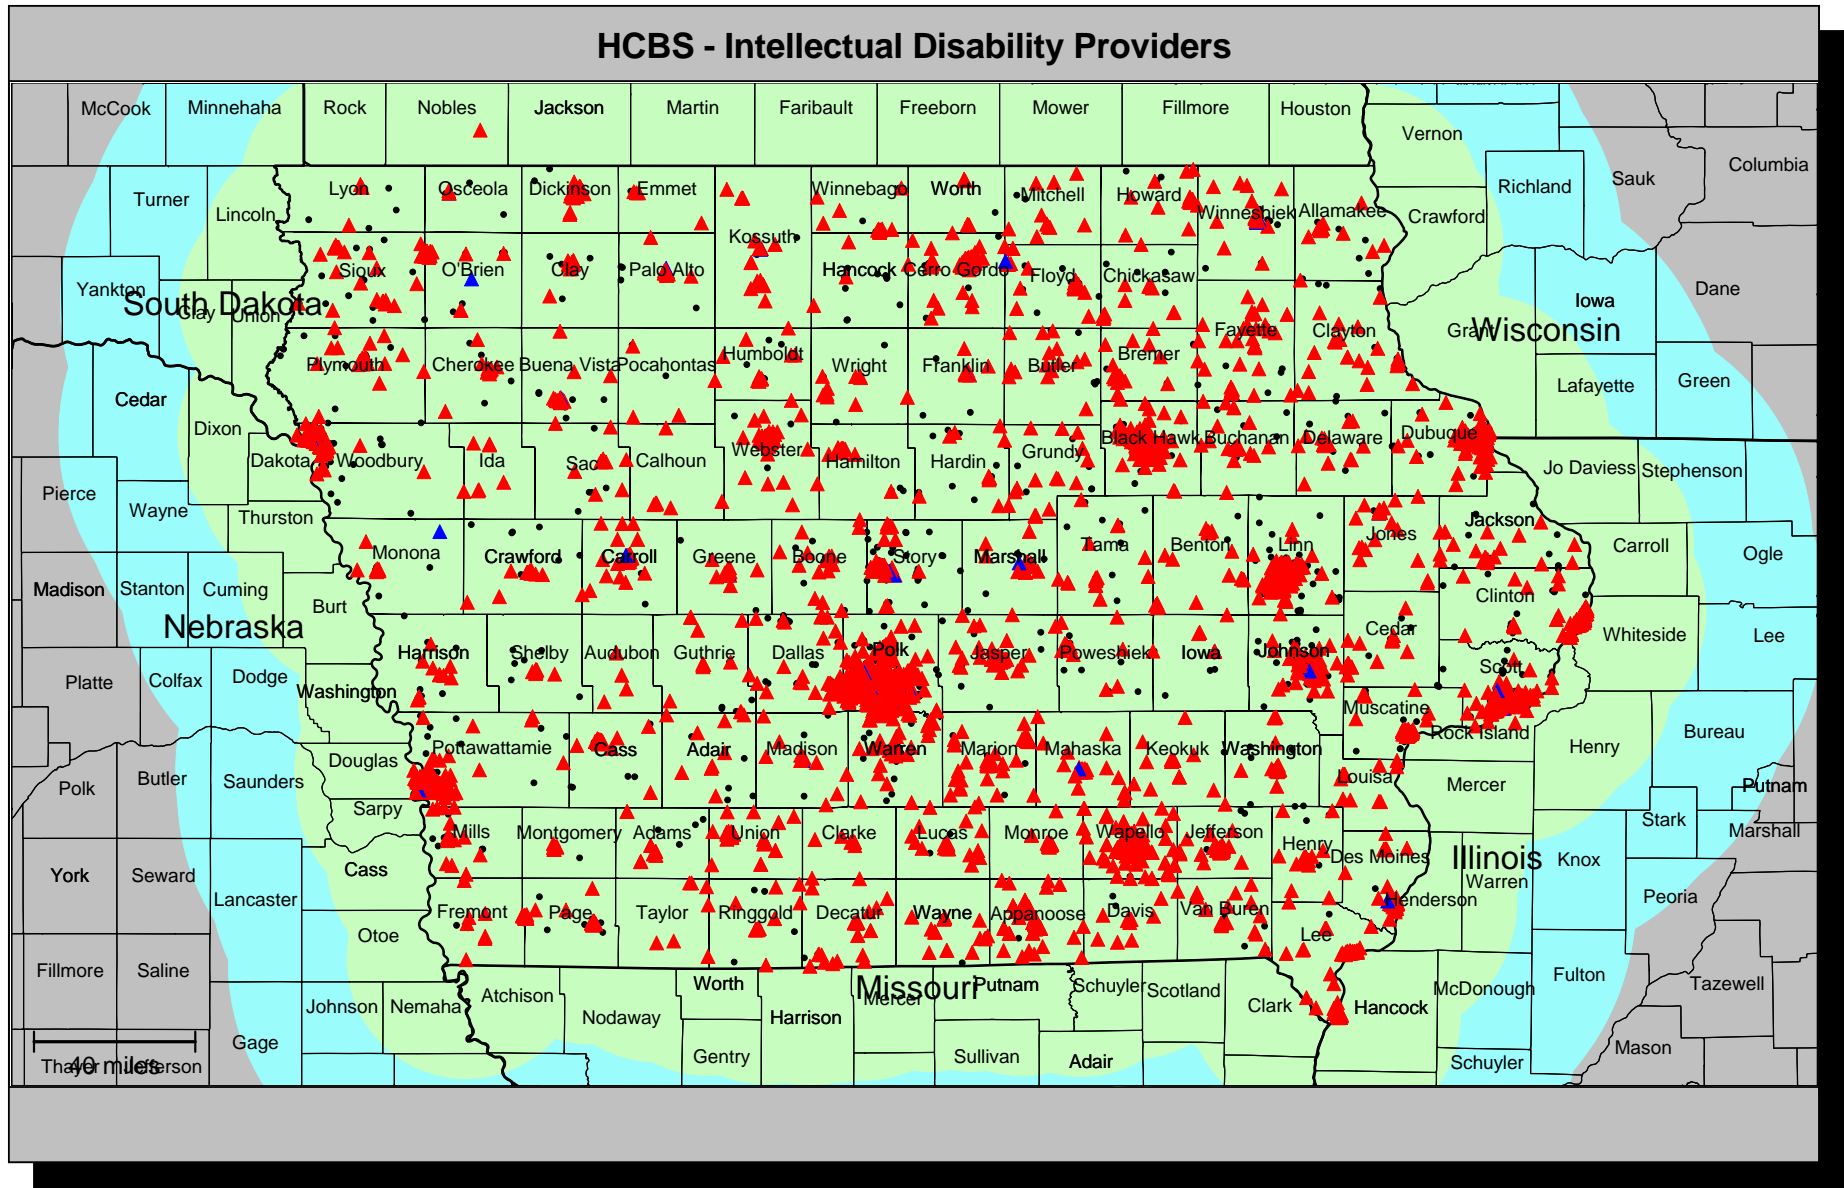 HCBS - Intellectual Disability Providers
McCook Minnehaha Rock Nobles Jackson Martin Faribault Freeborn Mower Fillmore Houston
Vernon
Columbia
Turner Lincoln Lyon Osceola Dickinson Emmet Winnebago Worth Mitchell Howard Winneshiek Allamakee Crawford Richland Sauk
Kossuth
Yankton Clay Union Sioux O'Brien Clay Palo Alto Hancock Cerro Gordo Floyd Chickasaw Iowa Dane
South Dakota
Wisconsin
Fayette Clayton Grant
Plymouth Cherokee Buena Vista Pocahontas Humboldt Wright Franklin Butler Bremer Lafayette Green
Cedar
Dixon
Dakota Woodbury Ida Sac Calhoun Webster Hamilton Hardin Grundy Black Hawk Buchanan Delaware Dubuque Jo Daviess Stephenson
Pierce Wayne Thurston
Monona Crawford Carroll Greene Boone Story Marshall Tama Benton Linn Jones Jackson Carroll Ogle
Madison Stanton Cuming Burt Clinton
Nebraska
Cedar Whiteside Lee
Harrison Shelby Audubon Guthrie Dallas Polk Jasper Poweshiek Iowa Johnson Scott
Platte Colfax Dodge Washington Muscatine
Rock Island
Pottawattamie Cass Adair Madison Warren Marion Mahaska Keokuk Washington Henry Bureau
Douglas Louisa
Polk Butler Saunders Mercer Putnam
Sarpy Stark
Mills Montgomery Adams Union Clarke Lucas Monroe Wapello Jefferson Henry Marshall
Des Moines
Illinois
Knox
York Seward Cass Warren
Lancaster Peoria
Fremont Page Taylor Ringgold Decatur Wayne Appanoose Davis Van Buren Henderson
Otoe Lee
Fillmore Saline Fulton Tazewell
Worth Putnam Schuyler Scotland McDonough
Missouri
Johnson Nemaha Atchison Mercer Clark Hancock
Nodaway Harrison
Gage Gentry Sullivan Adair Schuyler Mason
Thayer Jefferson
40 miles